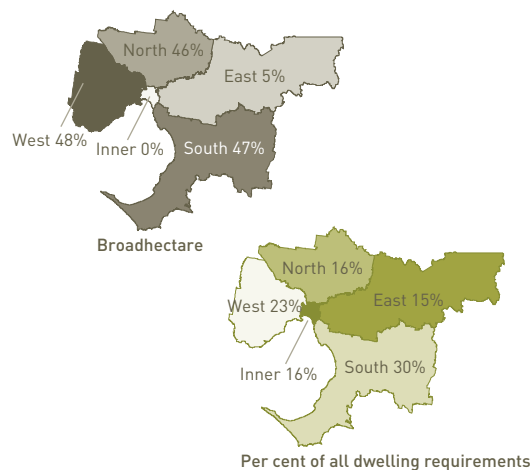 North 46%
East 5%
West 48%
Inner 0%
South 47%
Broadhectare
North 16%
East 15%
West 23%
Inner 16%
South 30%
Per cent of all dwelling requirements